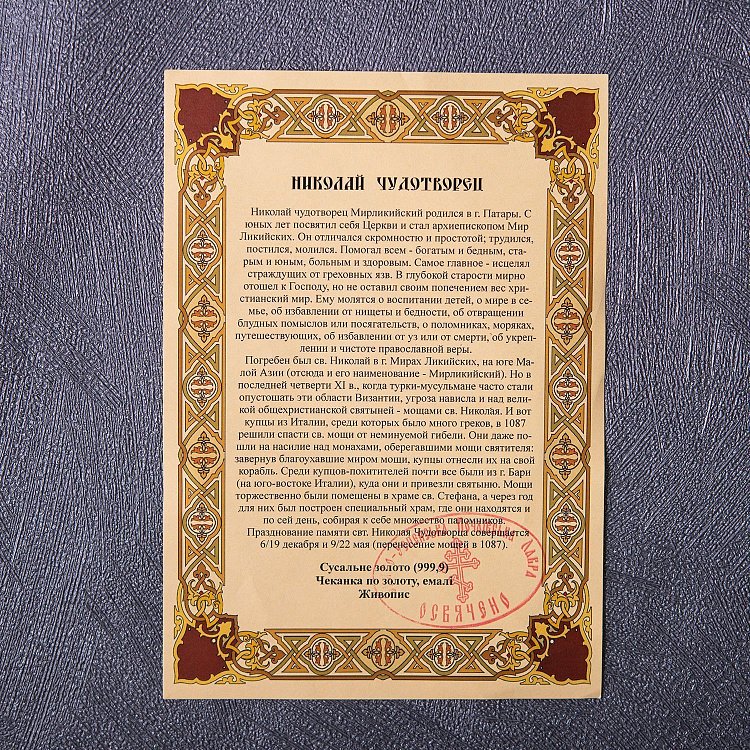 НИКОЛАЙ ЧУДОТВОРЕЦ
Николай чудотворец Мирликийский родился в г. Патары. С
юных лет посвятил себя Церкви и стал архиепископом Мир
Ликийских. Он отличался скромностью и простотой; трудился,
постился, молился. Помогал всем - богатым и бедным, ста-
рым и юным, больным и здоровым. Самое главное - исцелял
страждущих от греховных язв. В глубокой старости мирно
отошел к Господу, но не оставил своим попечением вес хри-
стианский мир. Ему молятся о воспитании детей, о мире в се-
мье, об избавлении от нищеты и бедности, об отвращении
блудных помыслов или посягательств, о поломниках, моряках,
путешествующих, об избавлении от уз или от смерти, об укреп-
лении и чистоте православной веры.
Погребен был св. Николай в г. Мирах Ликийских, на юге Ма-
лой Азии (отсюда и его наименование - Мирликийский). Но в
последней четверти XI в., когда турки-мусульмане часто стали
опустошать эти области Византии, угроза нависла и над вели-
кой общехристианской святыней - мощами св. Николая. И вот
купцы из Италии, среди которых было много греков, в 1087
решили спасти св. мощи от неминуемой гибели. Они даже по-
шли на насилие над монахами, оберегавшими мощи святителя:
завернув благоухавшие миром мощи, купцы отнесли их на свой
корабль. Среди купцов-похитителей почти все были из г. Бари
(на юго-востоке Италии), куда они и привезли святыню. Мощи
торжественно были помещены в храме св. Стефана, а через год
для них был построен специальный храм, где они находятся и
по сей день, собирая к себе множество паломников.
Празднование памяти свт. Николая Чудотворца совершается
6/19 декабря и 9/22 мая (перенесение мощей в 1087).
Сусальне золото (999,9)
Чеканка по золоту, емалі
Живопис
ЛАВРА
ОСВЯЧЕНО